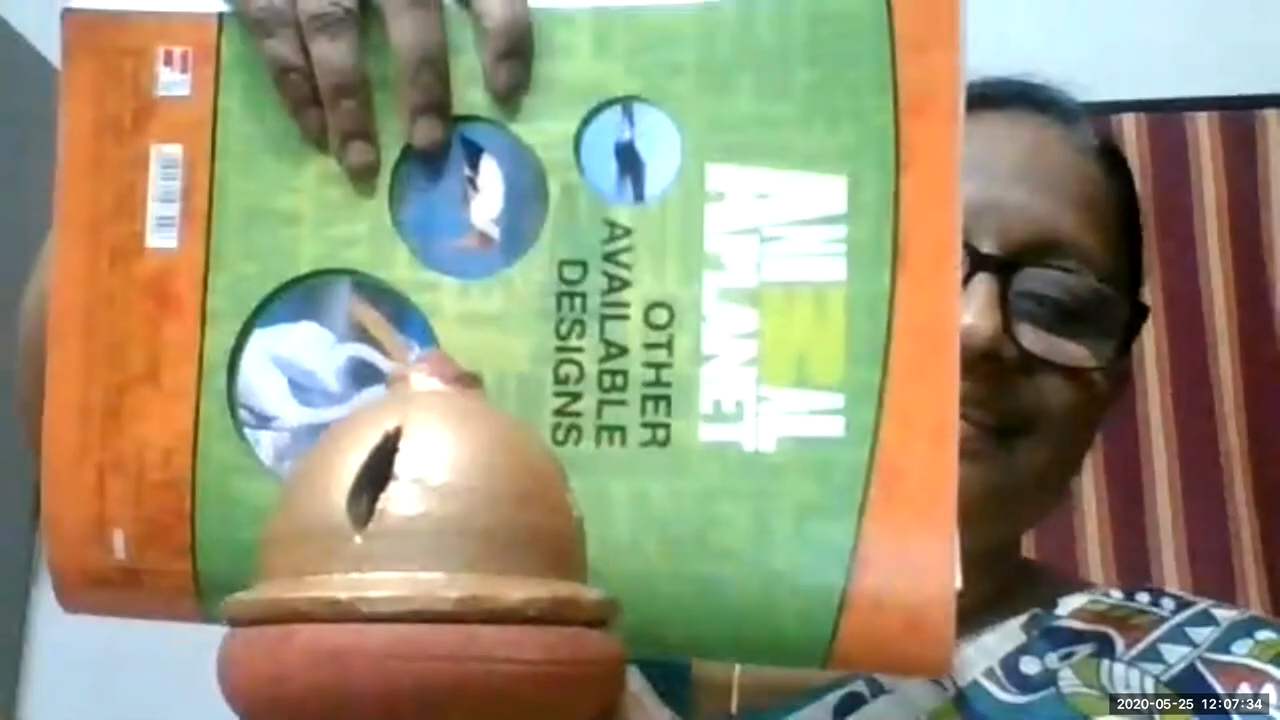 ANIMAL
PLANET
OTHER
AVAILABLE
DESIGNS
2020-05-25 12:07:34